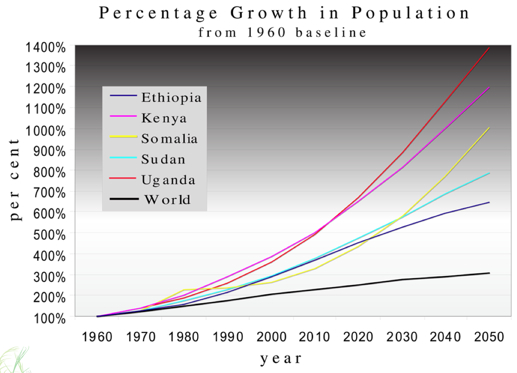 Percentage Growth in Population
from 1960 baseline
1400%
1300%
1200%
1100%
1000%
900%
800%
700%
600%
500%
400%
300%
200%
100%
per cent
Ethiopia
Kenya
Somalia
Sudan
Uganda
World
1960 1970 1980 1990 2000 2010 2020 2030 2040 2050
year